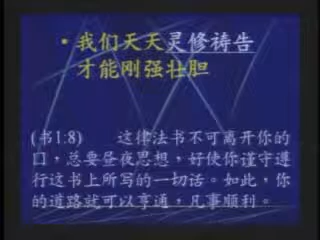 •我们天天灵修祷告
才能刚强壮胆
(书1:8) 这律法书不可离开你的
口，总要昼夜思想，好使你谨守遵
行这书上所写的一切话。如此，你
的道路就可以亨通，凡事顺利。